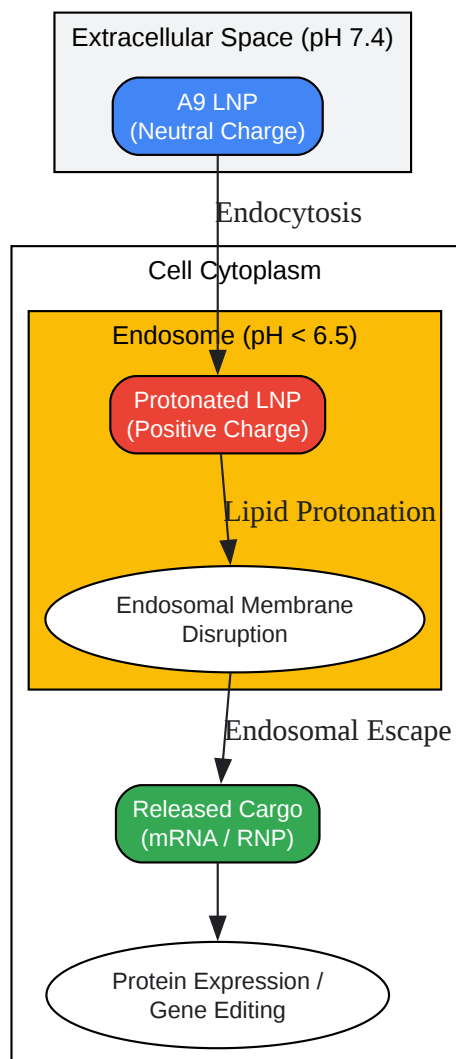 Extracellular Space (pH 7.4)
A9 LNP
(Neutral Charge)
Endocytosis
Cell Cytoplasm
Endosome (pH < 6.5)
Protonated LNP
(Positive Charge)
Lipid Protonation
Endosomal Membrane
Disruption
Endosomal Escape
Released Cargo
(mRNA / RNP)
Protein Expression /
Gene Editing